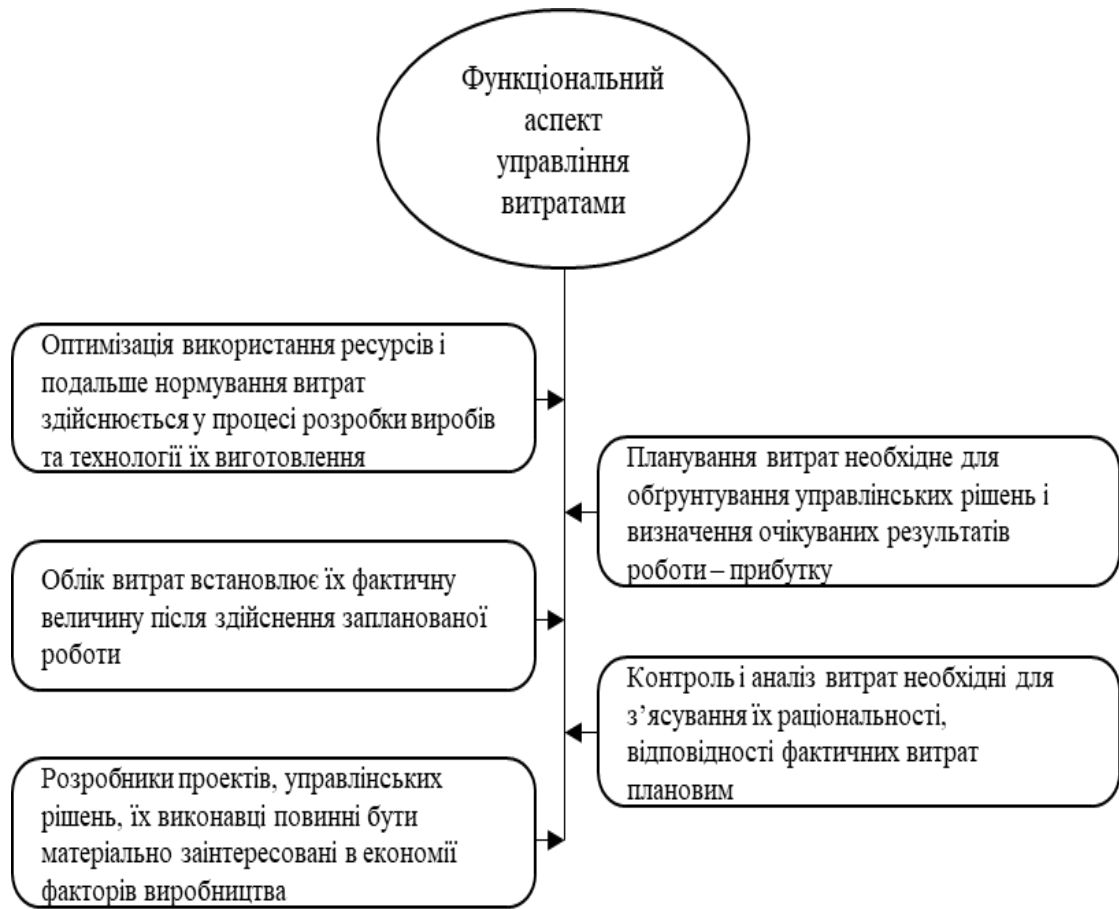 Функціональний
аспект
управління
витратами
Оптимізація використання ресурсів і
подальше нормування витрат
здійснюється у процесі розробки виробів
та технології їх виготовлення
Планування витрат необхідне для
обґрунтування управлінських рішень і
визначення очікуваних результатів
роботи – прибутку
Облік витрат встановлює їх фактичну
величину після здійснення запланованої
роботи
Контроль і аналіз витрат необхідні для
з’ясування їх раціональності,
відповідності фактичних витрат
плановим
Розробники проектів, управлінських
рішень, їх виконавці повинні бути
матеріально заінтересовані в економії
факторів виробництва